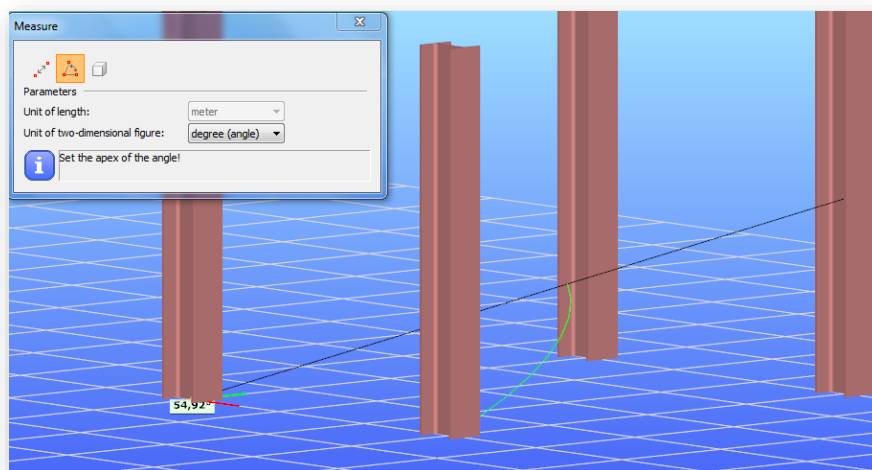 Measure
Parameters
Unit of length:
meter
Unit of two-dimensional figure:
degree (angle)
Set the apex of the angle!
54,92°